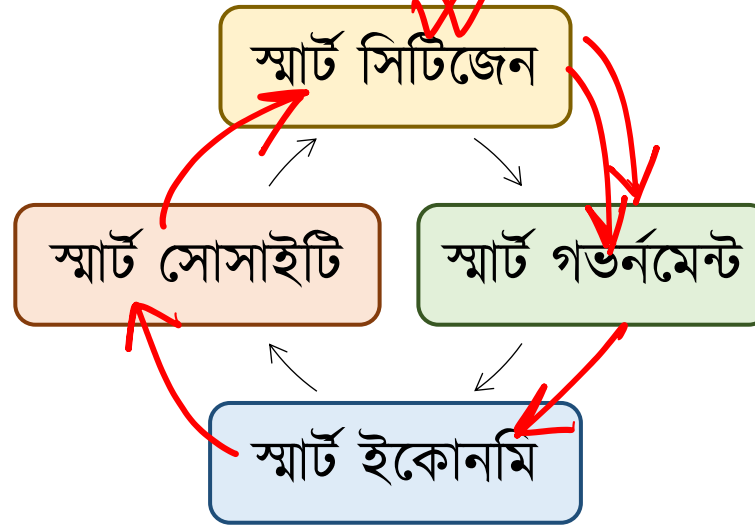 স্মার্ট সিটিজেন
স্মার্ট সোসাইটি
স্মার্ট গভর্নমেন্ট
স্মার্ট ইকোনমি